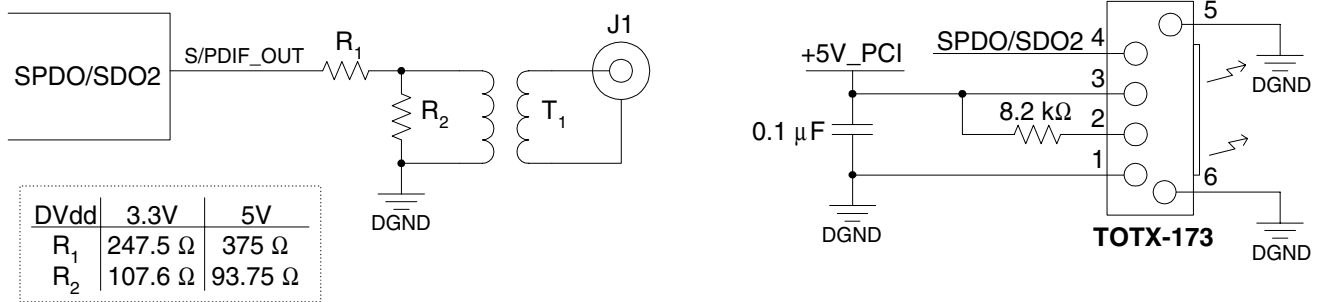 SPDO/SDO2
S/PDIF_OUT
R1
R2
T1
J1
DGND
DVdd 3.3V 5V
R1 247.5 Ω 375 Ω
R2 107.6 Ω 93.75 Ω
+5V_PCI
0.1 μF
DGND
SPDO/SDO2
8.2 kΩ
4
3
2
1
5
6
DGND
DGND
TOTX-173